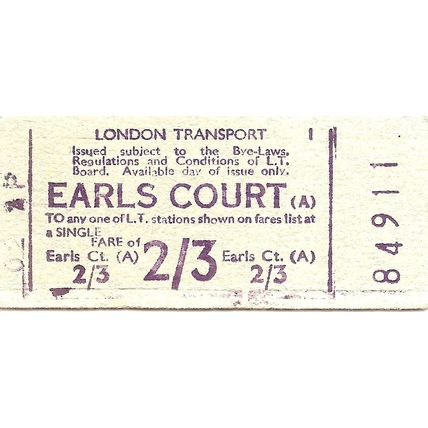 LONDON TRANSPORT 1
Issued subject to the Bye-Laws,
Regulations and Conditions of L.T.
Board. Available day of issue only.
EARLS COURT (A)
TO any one of L.T. stations shown on fares list at
a SINGLE
FARE of
Earls Ct. (A) 2/3 Earls Ct. (A)
2/3 2/3
84911